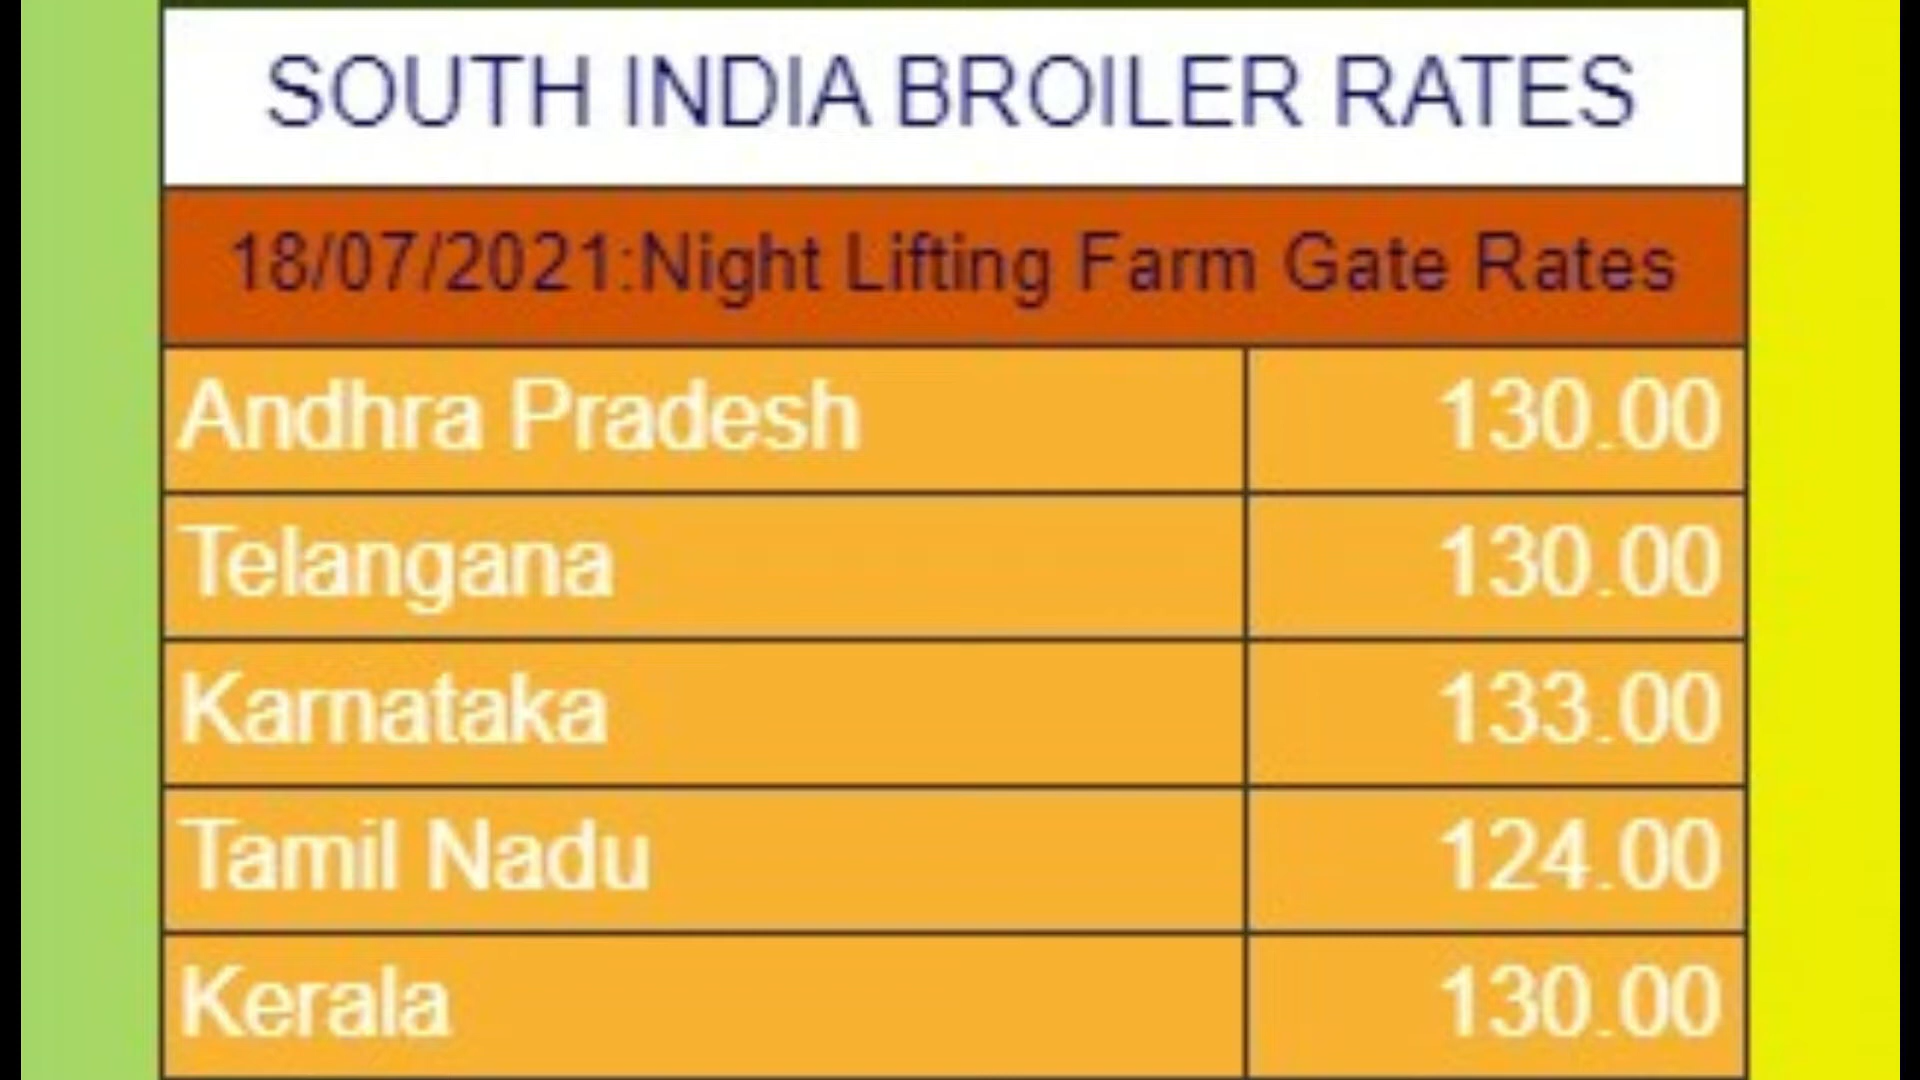 SOUTH INDIA BROILER RATES
18/07/2021:Night Lifting Farm Gate Rates
Andhra Pradesh 130.00
Telangana 130.00
Karnataka 133.00
Tamil Nadu 124.00
Kerala 130.00